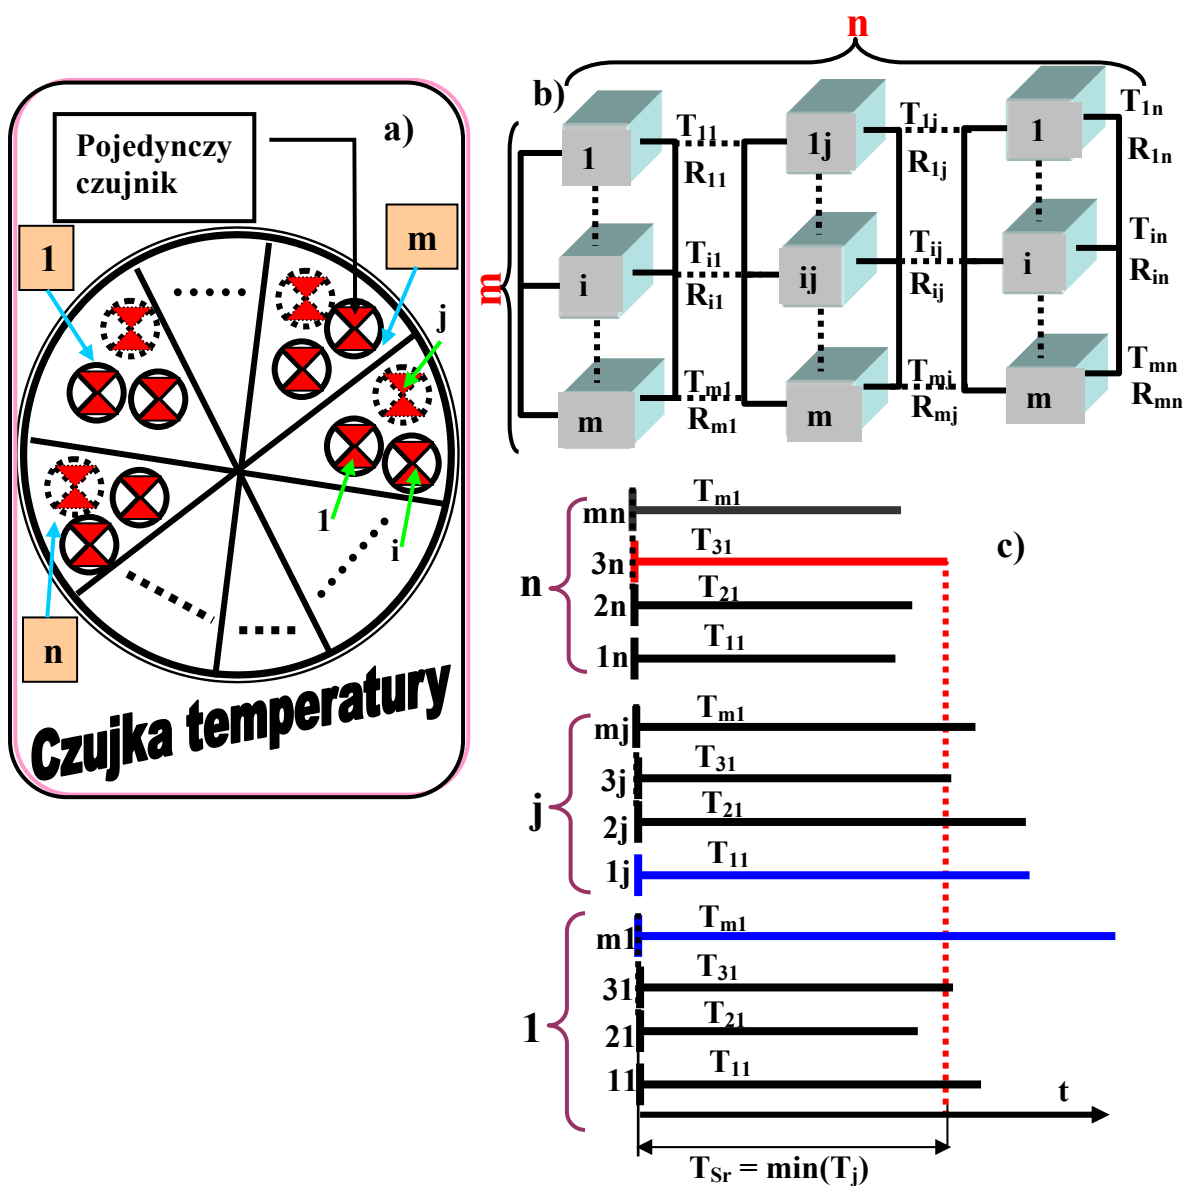 a)
Pojedynczy
czujnik
1
m
j
1
i
n
Czujka temperatury
b)
n
m
1
T11
R11
1j
T1j
R1j
1
T1n
R1n
i
Ti1
Ri1
ij
Tij
Rij
i
Tin
Rin
m
Tm1
Rm1
m
Tmj
Rmj
m
Tmn
Rmn
c)
n
mn Tm1
3n T31
2n T21
1n T11
j
mj Tm1
3j T31
2j T21
1j T11
1
m1 Tm1
31 T31
21 T21
11 T11
t
TSr = min(Tj)